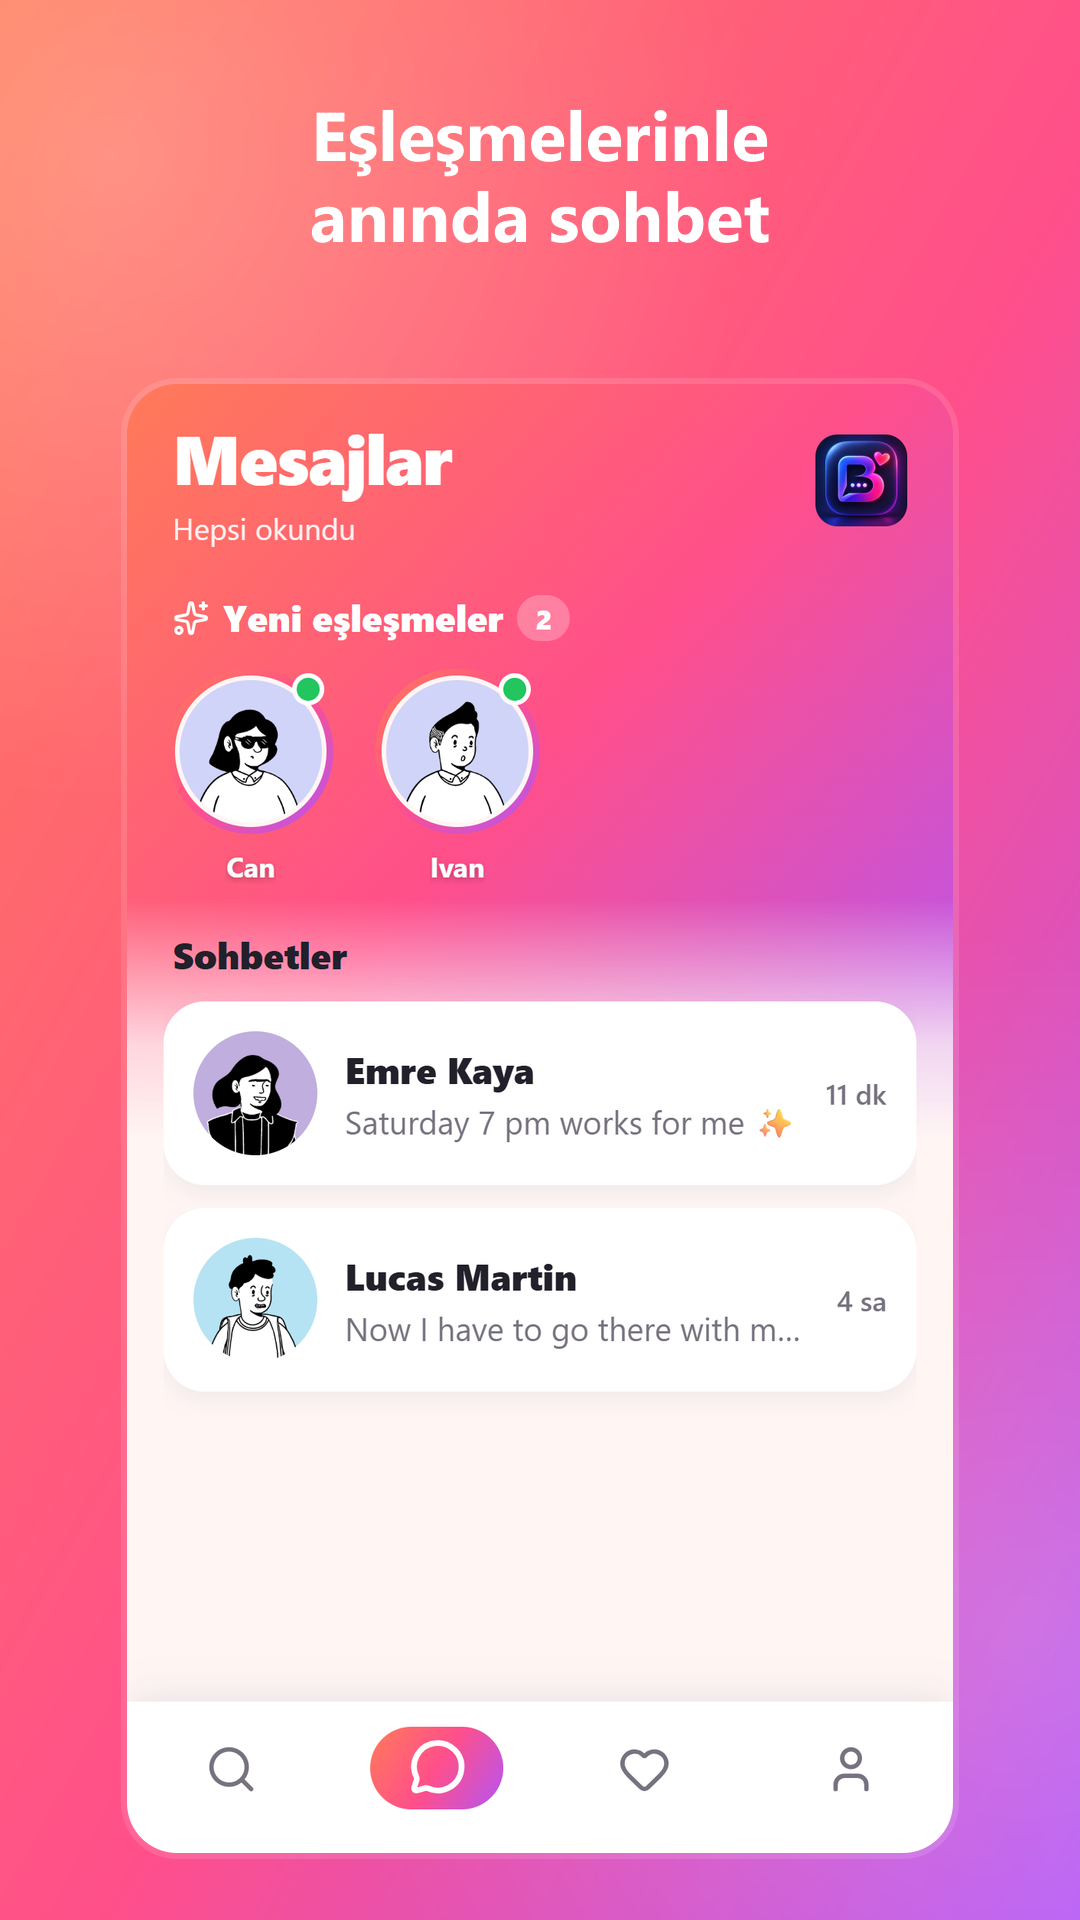 Eşleşmelerinle
anında sohbet
Mesajlar
Hepsi okundu
Yeni eşleşmeler 2
Can
Ivan
Sohbetler
Emre Kaya
11 dk
Saturday 7 pm works for me ✨
Lucas Martin
4 sa
Now I have to go there with m...